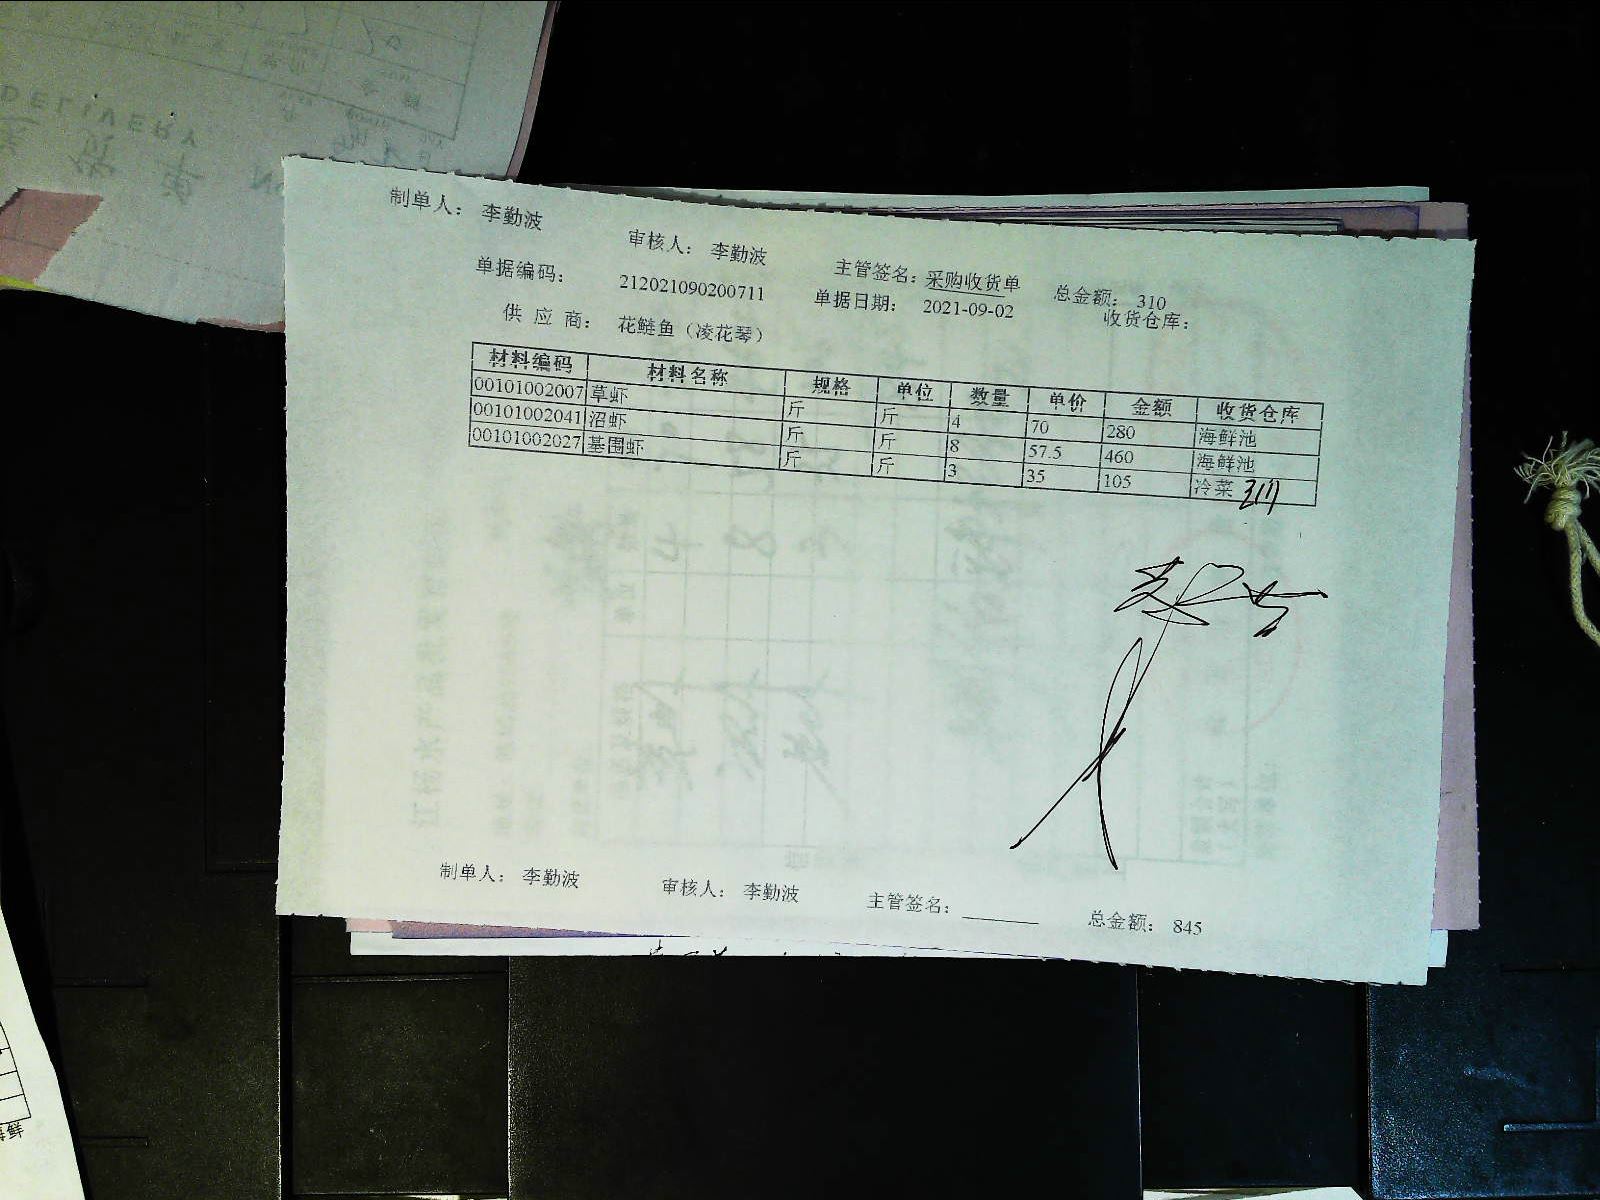 DELIVERY
制单人： 李勤波 审核人： 李勤波 主管签名：采购收货单 总金额： 310
单据编码： 212021090200711 单据日期： 2021-09-02 收货仓库：
供 应 商： 花鲢鱼（凌花琴）
材料编码 材料名称 规格 单位 数量 单价 金额 收货仓库
00101002007 草虾 斤 斤 4 70 280 海鲜池
00101002041 沼虾 斤 斤 8 57.5 460 海鲜池
00101002027 基围虾 斤 斤 3 35 105 冷菜
制单人： 李勤波 审核人： 李勤波 主管签名： 总金额： 845